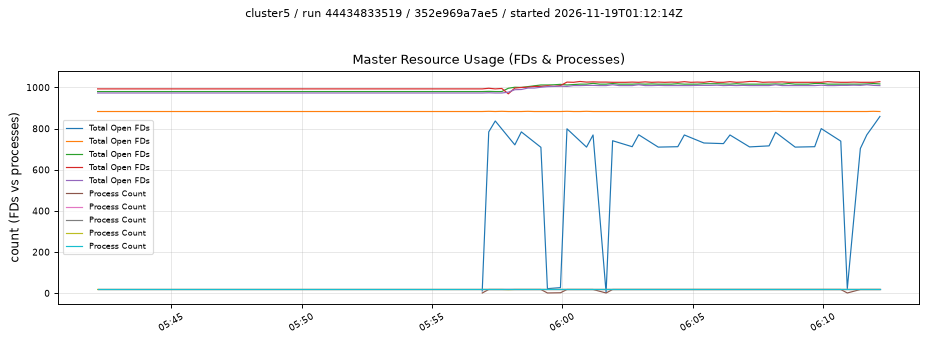 cluster5 / run 44434833519 / 352e969a7ae5 / started 2026-11-19T01:12:14Z
Master Resource Usage (FDs & Processes)
count (FDs vs processes)
1000
800
600
400
200
0
Total Open FDs
Total Open FDs
Total Open FDs
Total Open FDs
Total Open FDs
Process Count
Process Count
Process Count
Process Count
Process Count
05:45
05:50
05:55
06:00
06:05
06:10